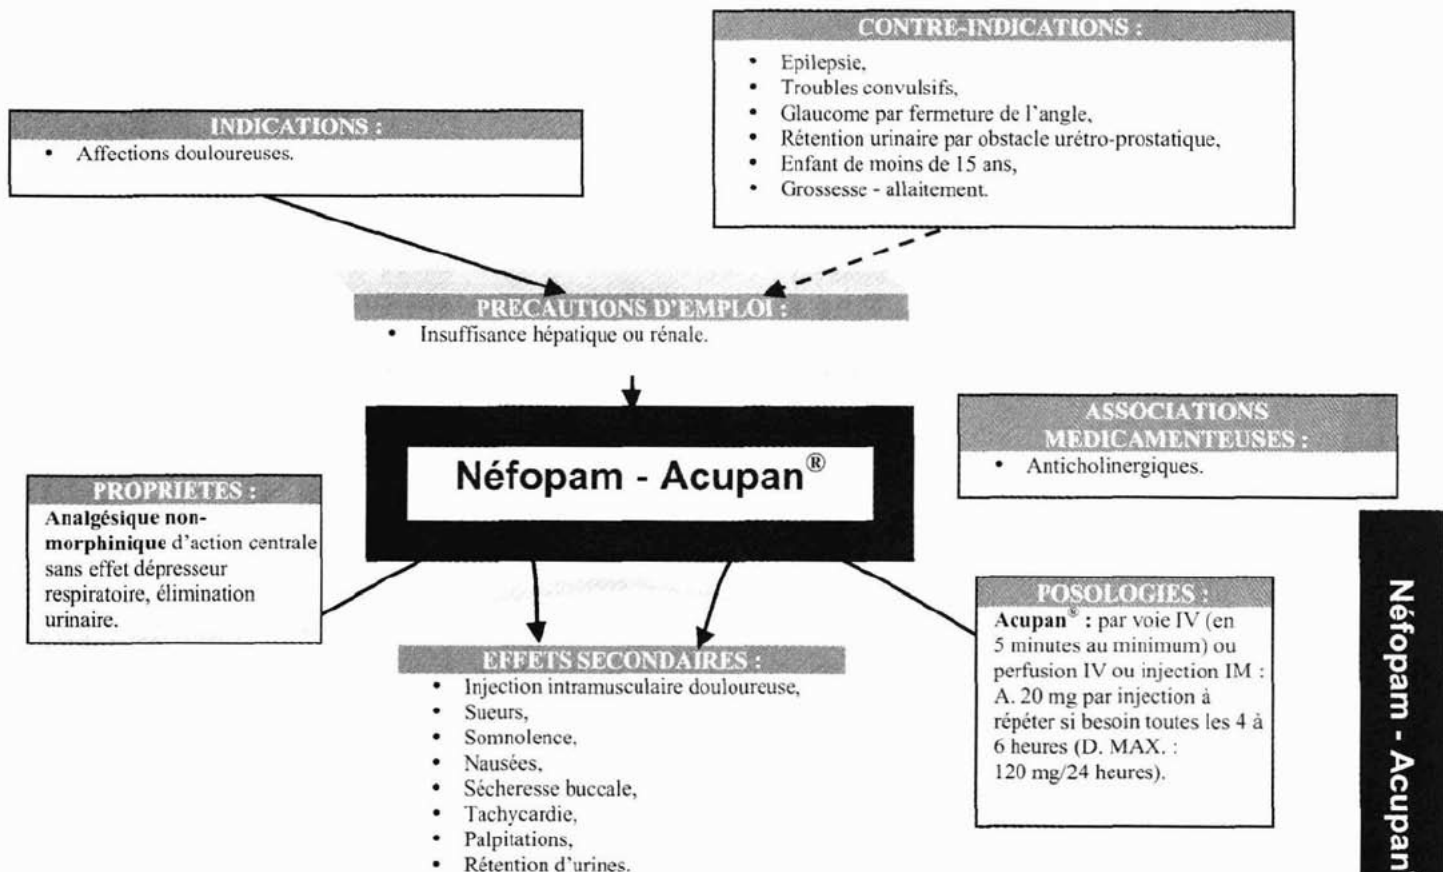 CONTRE-INDICATIONS :
• Epilepsie,
• Troubles convulsifs,
• Glaucome par fermeture de l'angle,
• Rétention urinaire par obstacle urétro-prostatique,
• Enfant de moins de 15 ans,
• Grossesse - allaitement.
INDICATIONS :
• Affections douloureuses.
PRECAUTIONS D'EMPLOI :
• Insuffisance hépatique ou rénale.
Néfopam - Acupan®
ASSOCIATIONS
MEDICAMENTEUSES :
• Anticholinergiques.
PROPRIETES :
Analgésique non-
morphinique d'action centrale
sans effet dépresseur
respiratoire, élimination
urinaire.
EFFETS SECONDAIRES :
• Injection intramusculaire douloureuse,
• Sueurs,
• Somnolence,
• Nausées,
• Sécheresse buccale,
• Tachycardie,
• Palpitations,
• Rétention d'urines.
POSOLOGIES :
Acupan® : par voie IV (en
5 minutes au minimum) ou
perfusion IV ou injection IM :
A. 20 mg par injection à
répéter si besoin toutes les 4 à
6 heures (D. MAX. :
120 mg/24 heures).
Néfopam - Acupan